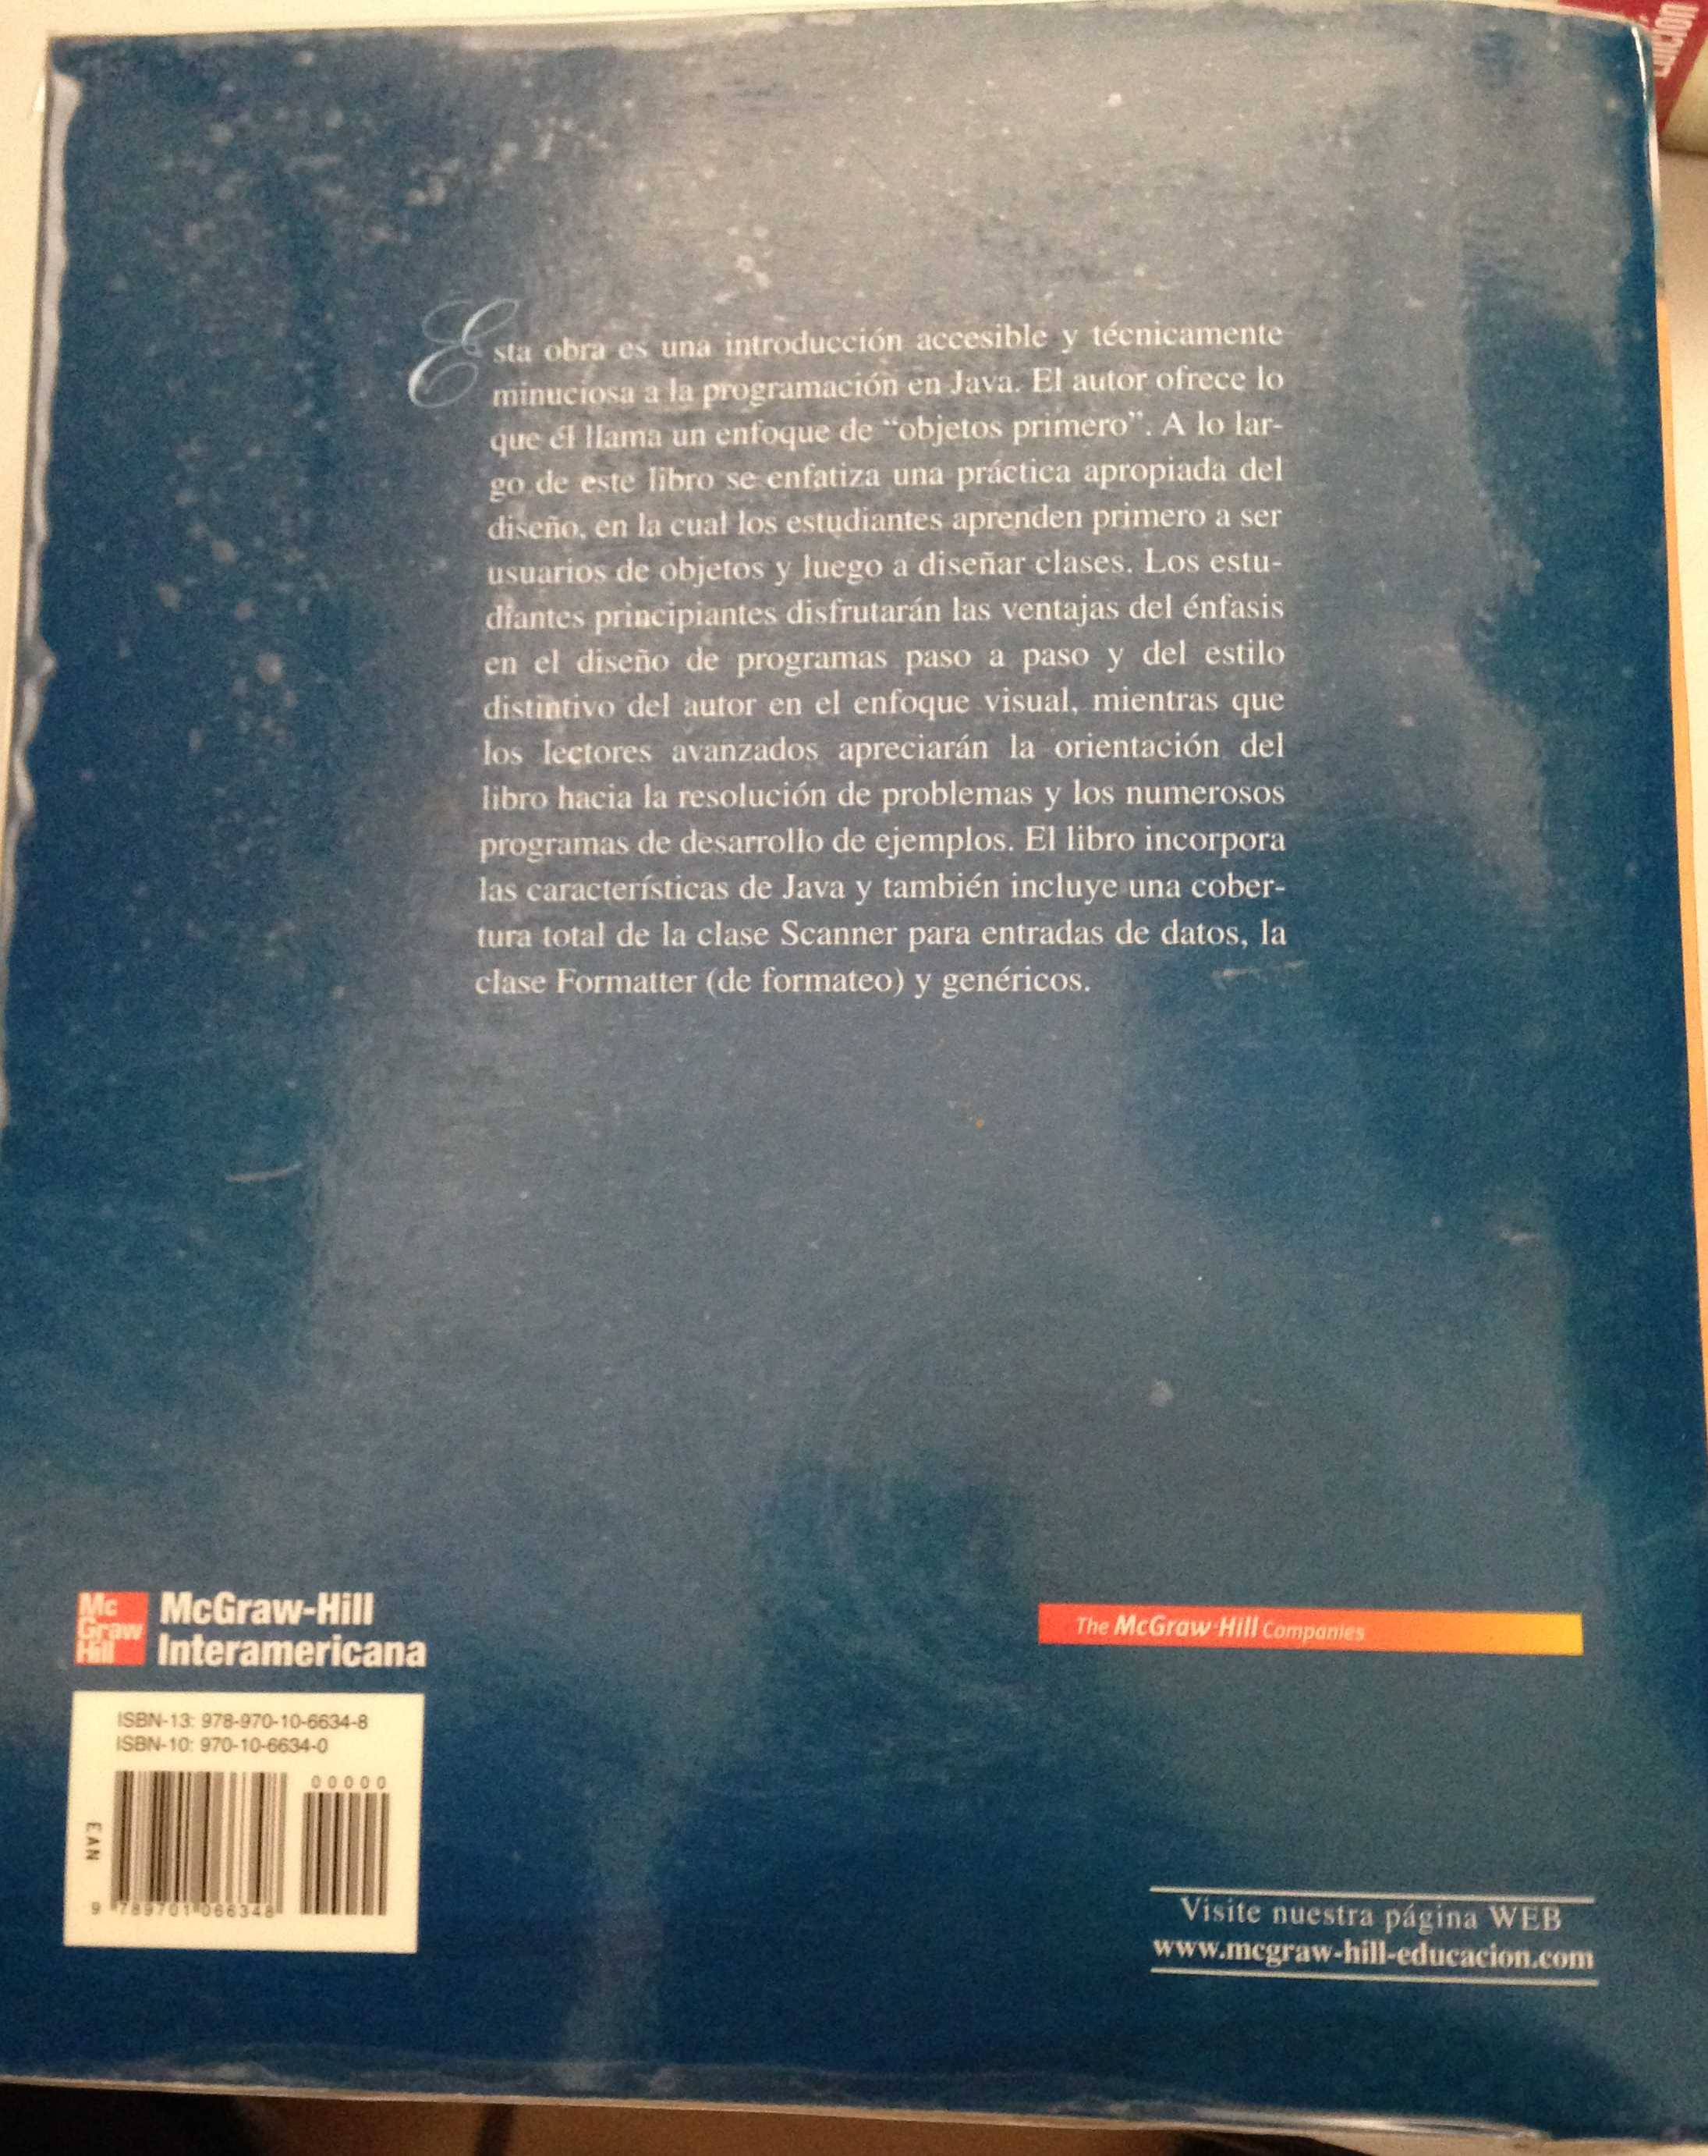 Edición
Esta obra es una introducción accesible y técnicamente
minuciosa a la programación en Java. El autor ofrece lo
que él llama un enfoque de “objetos primero”. A lo lar-
go de este libro se enfatiza una práctica apropiada del
diseño, en la cual los estudiantes aprenden primero a ser
usuarios de objetos y luego a diseñar clases. Los estu-
diantes principiantes disfrutarán las ventajas del énfasis
en el diseño de programas paso a paso y del estilo
distintivo del autor en el enfoque visual, mientras que
los lectores avanzados apreciarán la orientación del
libro hacia la resolución de problemas y los numerosos
programas de desarrollo de ejemplos. El libro incorpora
las características de Java y también incluye una cober-
tura total de la clase Scanner para entradas de datos, la
clase Formatter (de formateo) y genéricos.
Mc
Graw
Hill
McGraw-Hill
Interamericana
The McGraw·Hill Companies
ISBN-13: 978-970-10-6634-8
ISBN-10: 970-10-6634-0
00000
EAN
9 789701 066348
Visite nuestra página WEB
www.mcgraw-hill-educacion.com